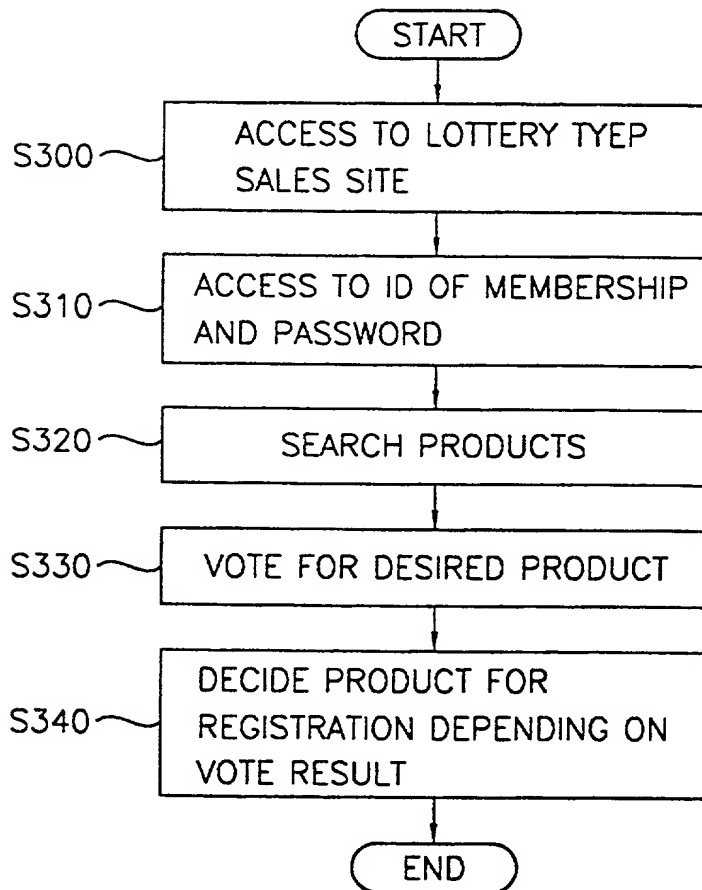 START
S300
ACCESS TO LOTTERY TYEP
SALES SITE
S310
ACCESS TO ID OF MEMBERSHIP
AND PASSWORD
S320
SEARCH PRODUCTS
S330
VOTE FOR DESIRED PRODUCT
S340
DECIDE PRODUCT FOR
REGISTRATION DEPENDING ON
VOTE RESULT
END